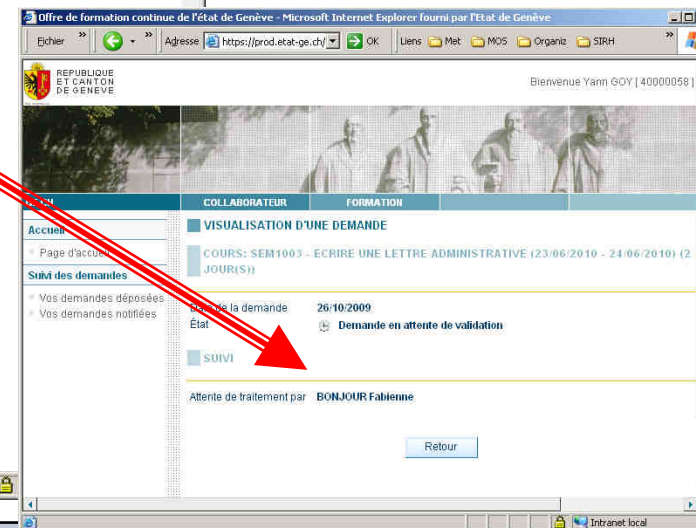 Offre de formation continue de l'état de Genève - Microsoft Internet Explorer fourni par l'Etat de Genève
Fichier » Adresse https://prod.etat-ge.ch/ OK Liens Met MOS Organiz SIRH »
REPUBLIQUE
ET CANTON
DE GENEVE
Bienvenue Yann GOY [ 40000058 ]
COLLABORATEUR FORMATION
Accueil
Page d'accueil
Suivi des demandes
Vos demandes déposées
Vos demandes notifiées
VISUALISATION D'UNE DEMANDE
COURS: SEM1003 - ECRIRE UNE LETTRE ADMINISTRATIVE (23/06/2010 - 24/06/2010) (2
JOUR(S))
Date de la demande 26/10/2009
État Demande en attente de validation
SUIVI
Attente de traitement par BONJOUR Fabienne
Retour
Intranet local